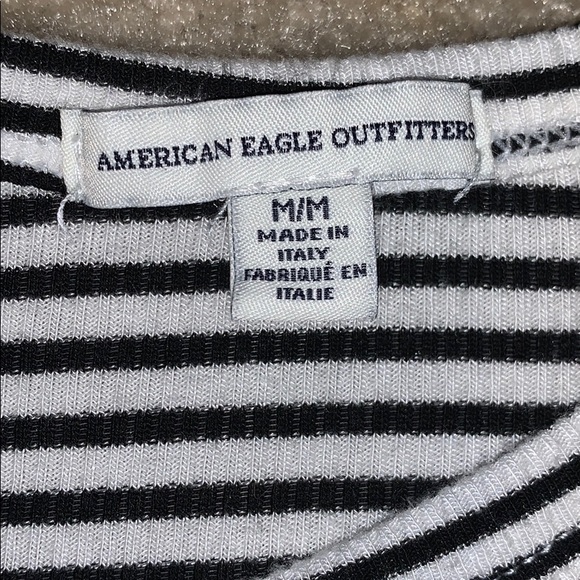 AMERICAN EAGLE OUTFITTERS
M/M
MADE IN
ITALY
FABRIQUÉ EN
ITALIE